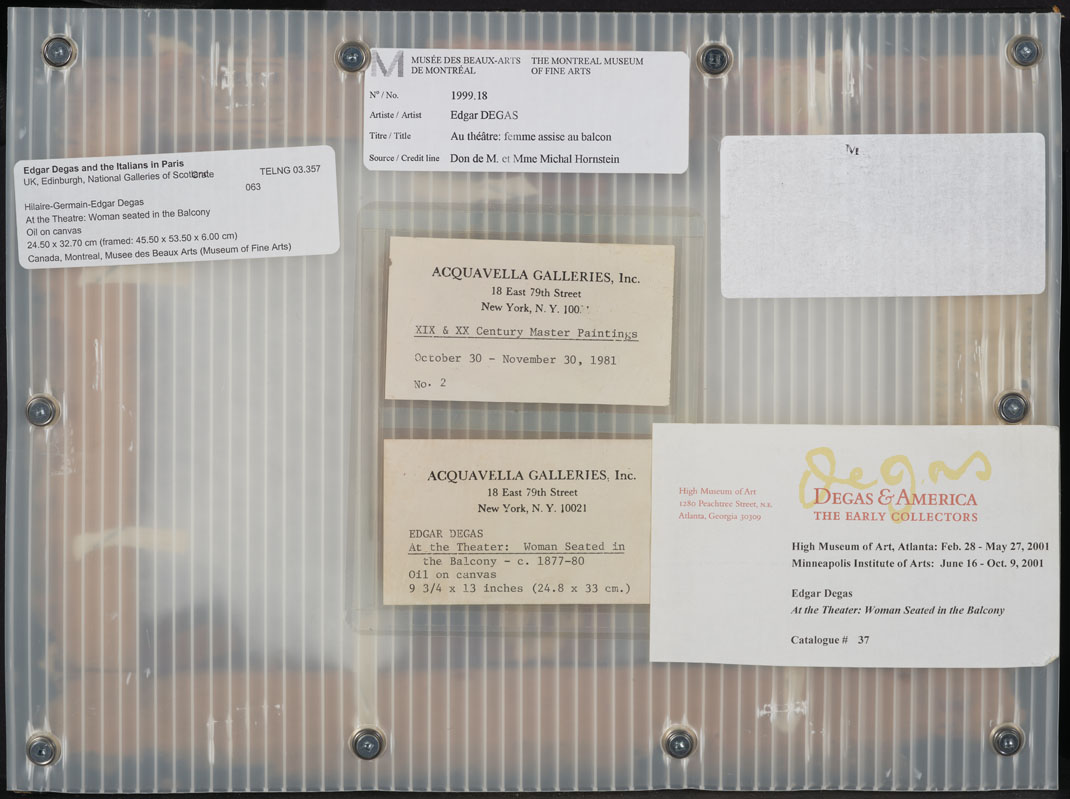 M MUSÉE DES BEAUX-ARTS DE MONTRÉAL
THE MONTREAL MUSEUM OF FINE ARTS
Nº / No. 1999.18
Artiste / Artist Edgar DEGAS
Titre / Title Au théâtre: femme assise au balcon
Source / Credit line Don de M. et Mme Michal Hornstein
Edgar Degas and the Italians in Paris
UK, Edinburgh, National Galleries of Scotland
TELNG 03.357
063
Hilaire-Germain-Edgar Degas
At the Theatre: Woman seated in the Balcony
Oil on canvas
24.50 x 32.70 cm (framed: 45.50 x 53.50 x 6.00 cm)
Canada, Montreal, Musee des Beaux Arts (Museum of Fine Arts)
M
ACQUAVELLA GALLERIES, Inc.
18 East 79th Street
New York, N. Y. 100
XIX & XX Century Master Paintings
October 30 - November 30, 1981
No. 2
ACQUAVELLA GALLERIES, Inc.
18 East 79th Street
New York, N. Y. 10021
EDGAR DEGAS
At the Theater: Woman Seated in
the Balcony - c. 1877-80
Oil on canvas
9 3/4 x 13 inches (24.8 x 33 cm.)
High Museum of Art
1280 Peachtree Street, N.E.
Atlanta, Georgia 30309
Degas
DEGAS & AMERICA
THE EARLY COLLECTORS
High Museum of Art, Atlanta: Feb. 28 - May 27, 2001
Minneapolis Institute of Arts: June 16 - Oct. 9, 2001
Edgar Degas
At the Theater: Woman Seated in the Balcony
Catalogue # 37